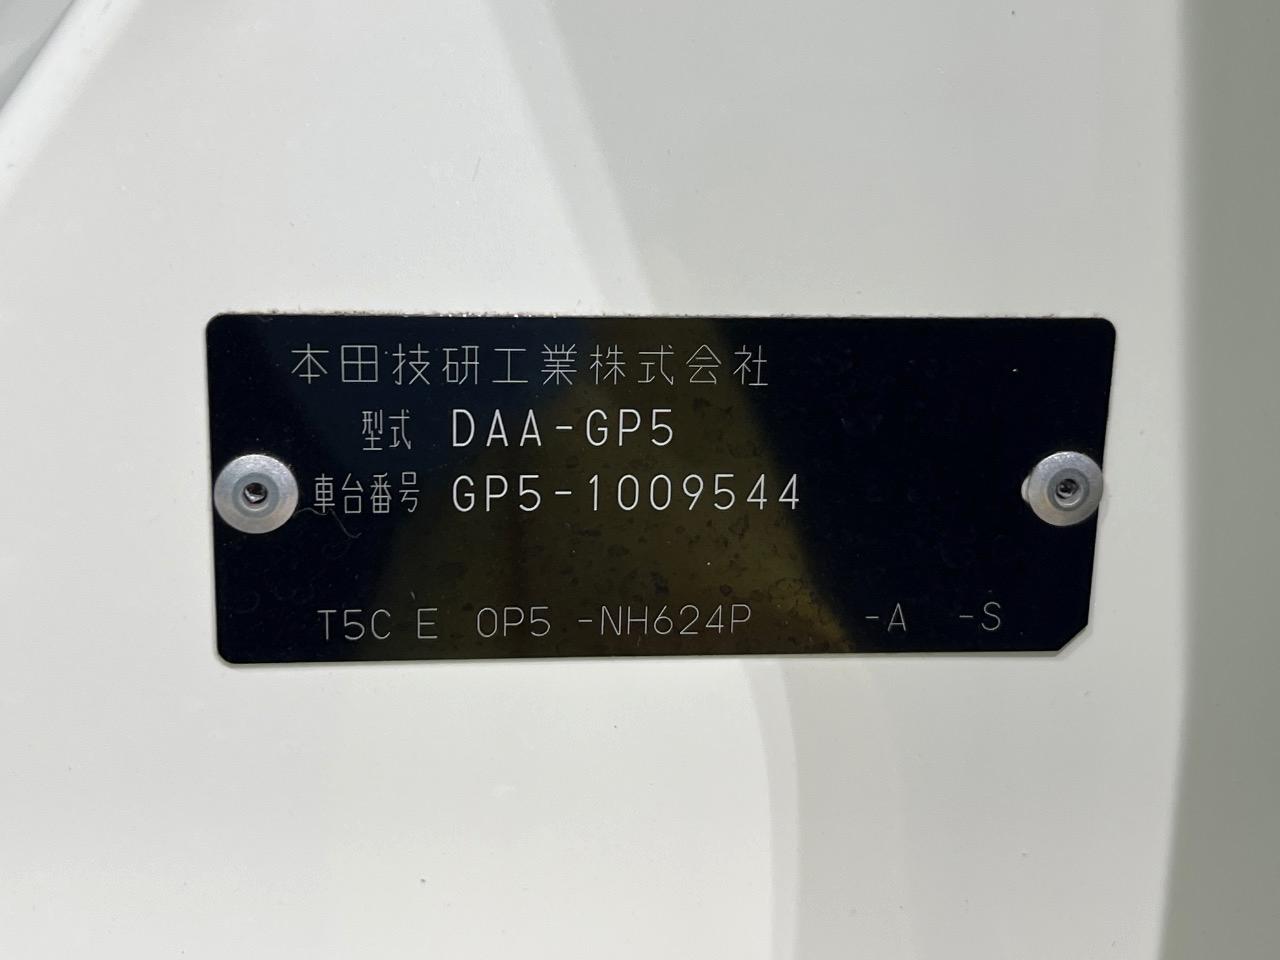 本田技研工業株式会社
型式 DAA-GP5
車台番号 GP5-1009544
T5C E 0P5 -NH624P -A -S